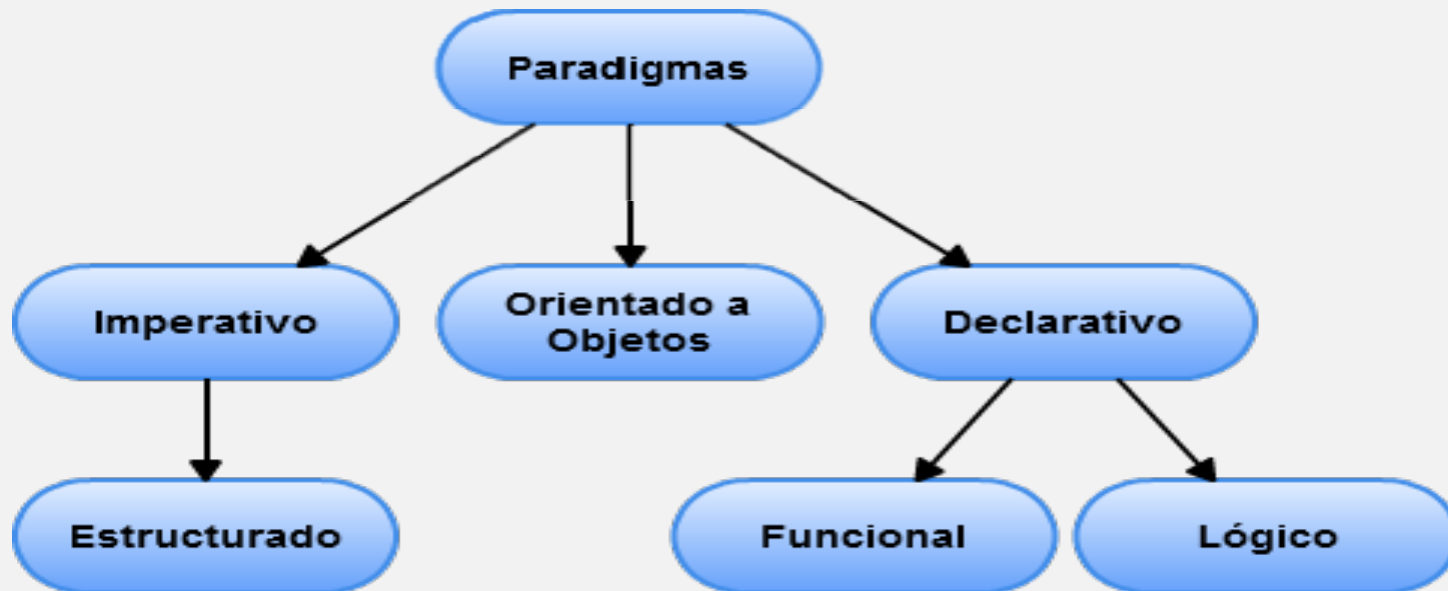 Paradigmas
Imperativo
Orientado a
Objetos
Declarativo
Estructurado
Funcional
Lógico